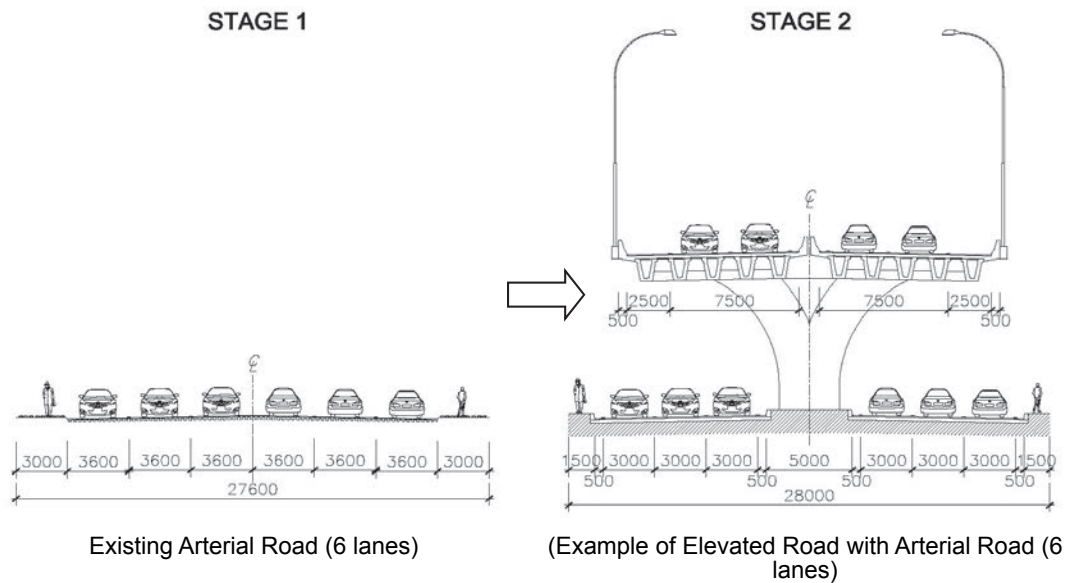 STAGE 1
STAGE 2
℄
2500 7500 7500 2500
500 500
℄
3000 3600 3600 3600 3600 3600 3600 3000
27600
1500 3000 3000 3000 5000 3000 3000 3000 1500
500 500 500 500
28000
Existing Arterial Road (6 lanes)
(Example of Elevated Road with Arterial Road (6
lanes)